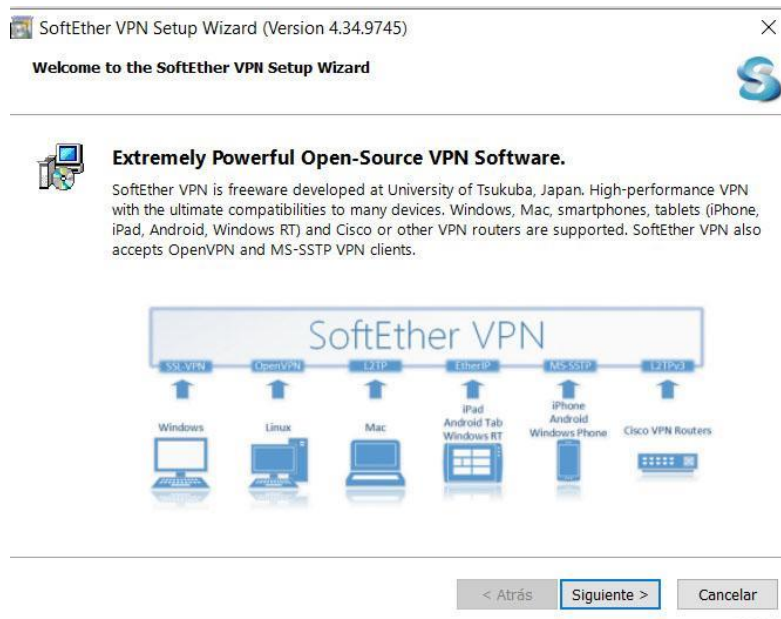 SoftEther VPN Setup Wizard (Version 4.34.9745)
Welcome to the SoftEther VPN Setup Wizard
Extremely Powerful Open-Source VPN Software.
SoftEther VPN is freeware developed at University of Tsukuba, Japan. High-performance VPN
with the ultimate compatibilities to many devices. Windows, Mac, smartphones, tablets (iPhone,
iPad, Android, Windows RT) and Cisco or other VPN routers are supported. SoftEther VPN also
accepts OpenVPN and MS-SSTP VPN clients.
SoftEther VPN
SSL-VPN OpenVPN L2TP EtherIP MS-SSTP L2TPv3
Windows
Linux
Mac
iPad
Android Tab
Windows RT
iPhone
Android
Windows Phone
Cisco VPN Routers
< Atrás Siguiente > Cancelar